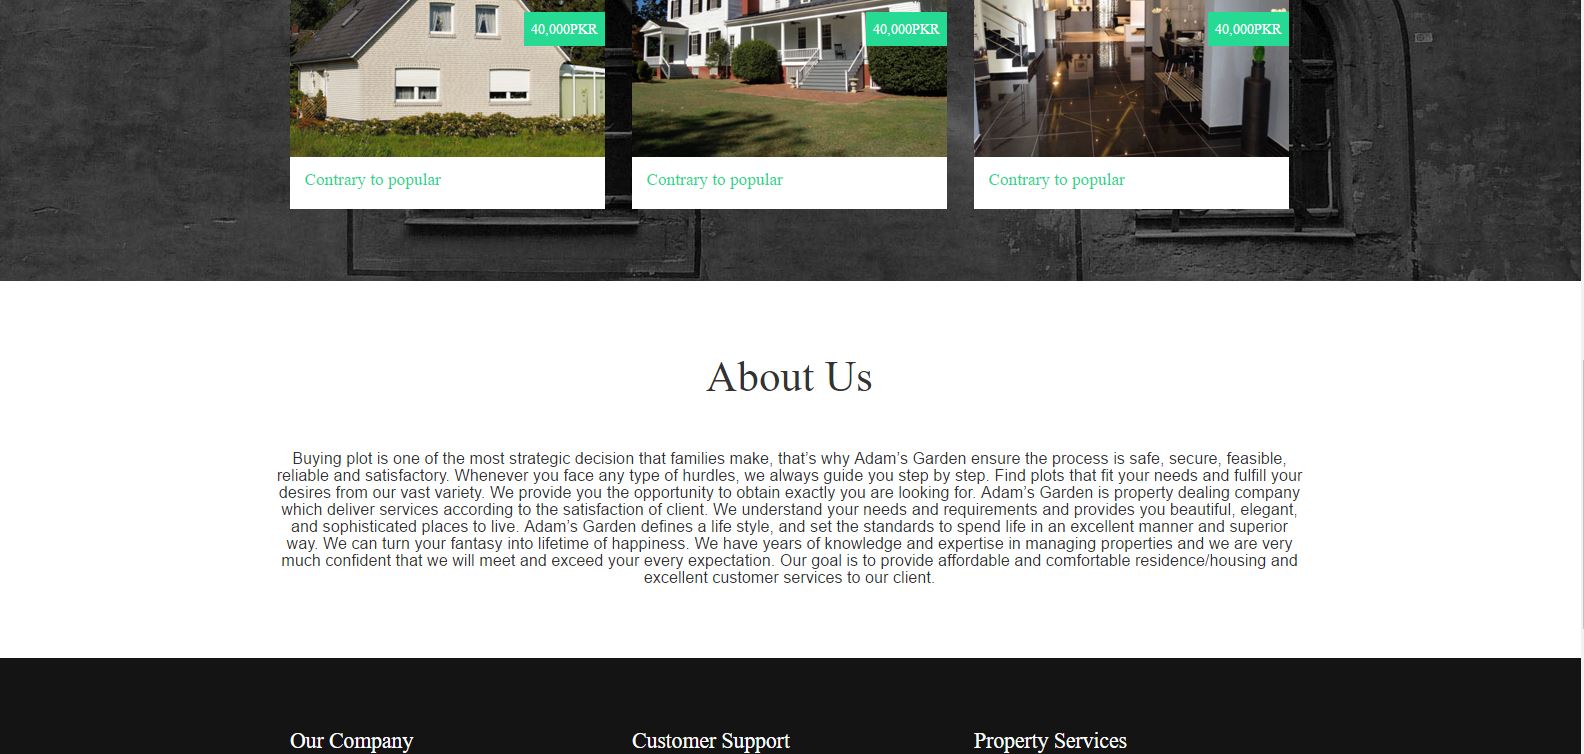 40,000PKR
40,000PKR
40,000PKR
Contrary to popular
Contrary to popular
Contrary to popular
About Us
Buying plot is one of the most strategic decision that families make, that’s why Adam’s Garden ensure the process is safe, secure, feasible,
reliable and satisfactory. Whenever you face any type of hurdles, we always guide you step by step. Find plots that fit your needs and fulfill your
desires from our vast variety. We provide you the opportunity to obtain exactly you are looking for. Adam’s Garden is property dealing company
which deliver services according to the satisfaction of client. We understand your needs and requirements and provides you beautiful, elegant,
and sophisticated places to live. Adam’s Garden defines a life style, and set the standards to spend life in an excellent manner and superior
way. We can turn your fantasy into lifetime of happiness. We have years of knowledge and expertise in managing properties and we are very
much confident that we will meet and exceed your every expectation. Our goal is to provide affordable and comfortable residence/housing and
excellent customer services to our client.
Our Company
Customer Support
Property Services